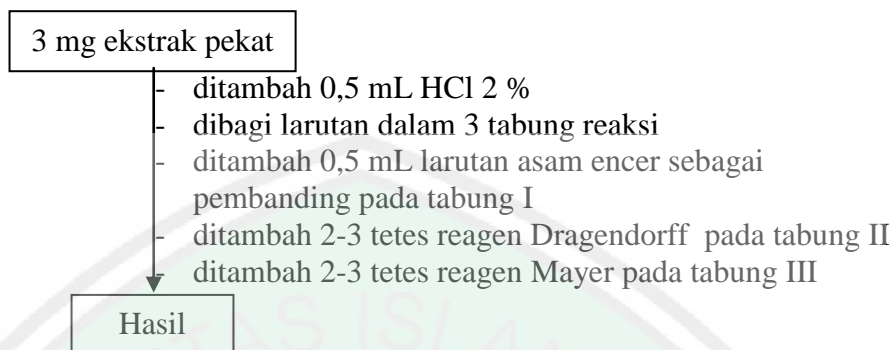 3 mg ekstrak pekat
- ditambah 0,5 mL HCl 2 %
- dibagi larutan dalam 3 tabung reaksi
- ditambah 0,5 mL larutan asam encer sebagai
pembanding pada tabung I
- ditambah 2-3 tetes reagen Dragendorff pada tabung II
- ditambah 2-3 tetes reagen Mayer pada tabung III
Hasil